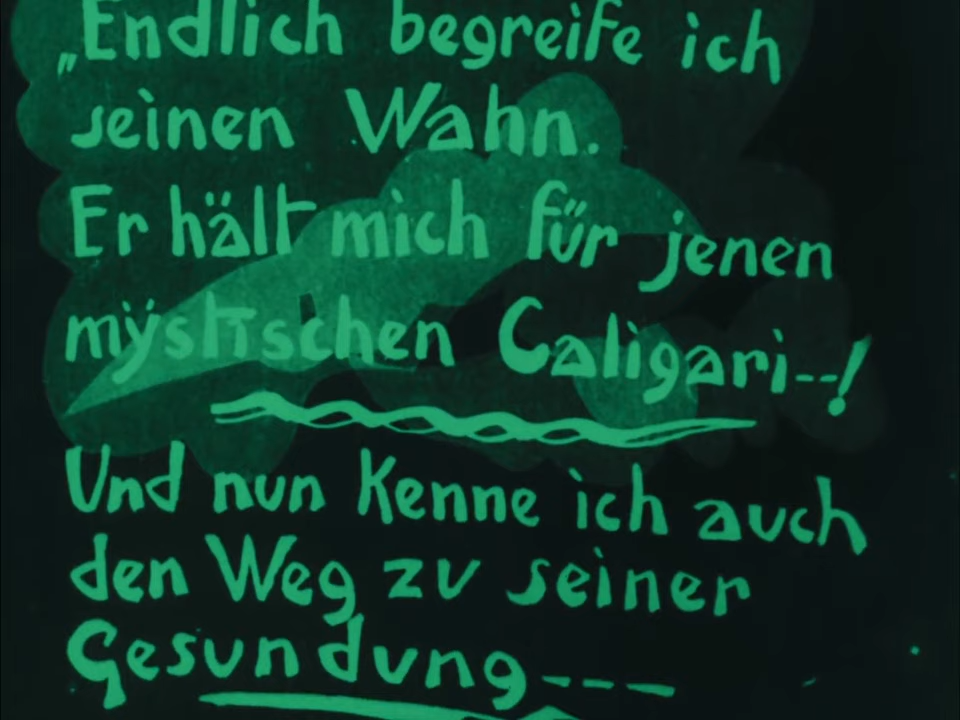 „Endlich begreife ich
seinen Wahn.
Er hält mich für jenen
mÿstischen Caligari--!
Und nun kenne ich auch
den Weg zu seiner
Gesundung---